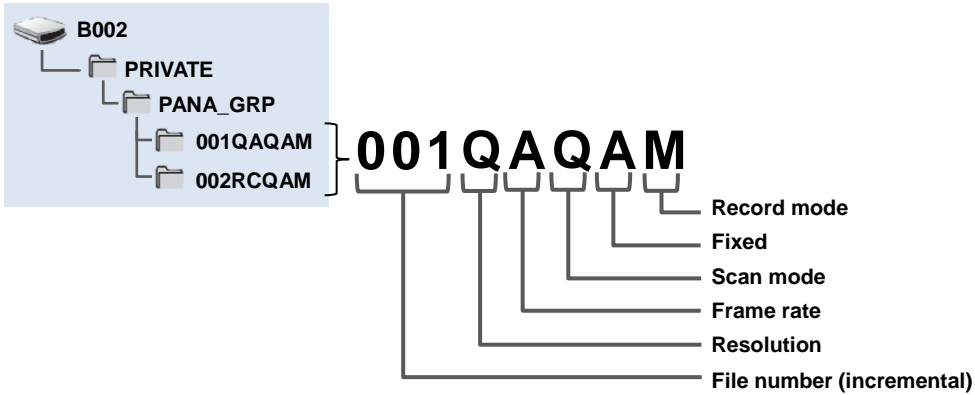 B002
PRIVATE
PANA_GRP
001QAQAM
002RCQAM
001QAQAM
Record mode
Fixed
Scan mode
Frame rate
Resolution
File number (incremental)